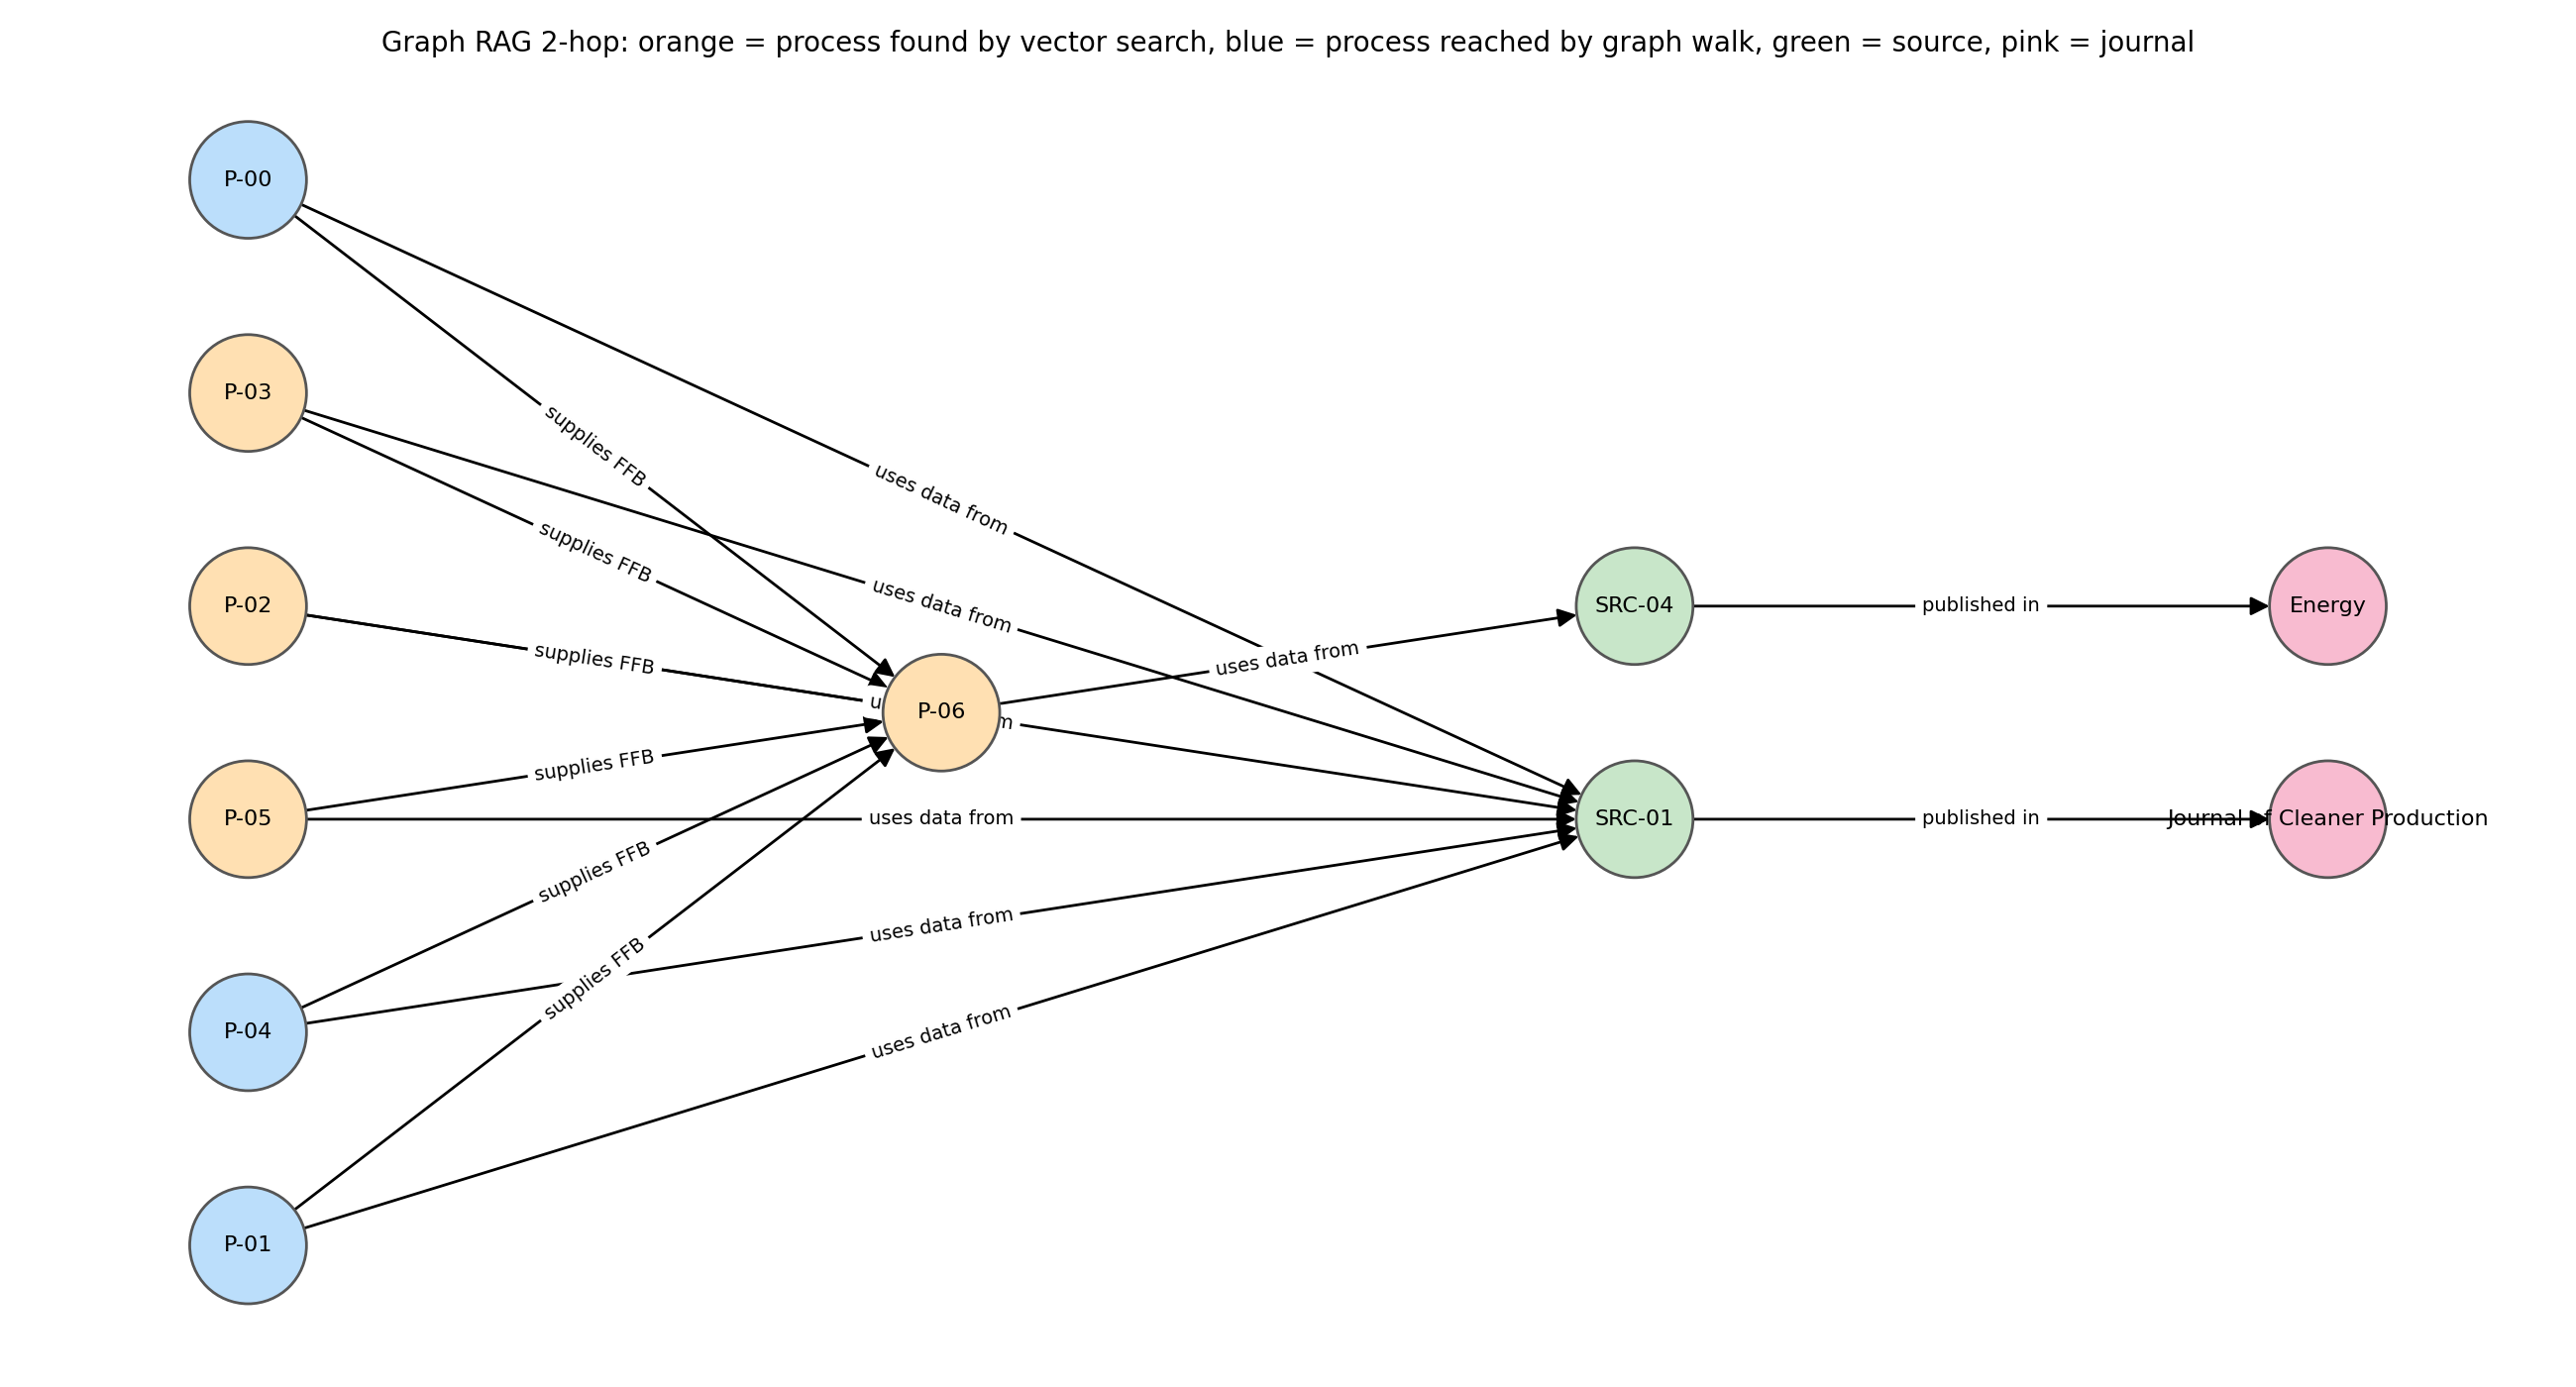 Graph RAG 2-hop: orange = process found by vector search, blue = process reached by graph walk, green = source, pink = journal
P-00
P-03
supplies FFB
uses data from
supplies FFB
uses data from
P-02
SRC-04
published in
Energy
supplies FFB
uses data from
P-06
supplies FFB
P-05
uses data from
SRC-01
published in
Journal of Cleaner Production
supplies FFB
uses data from
supplies FFB
P-04
uses data from
P-01